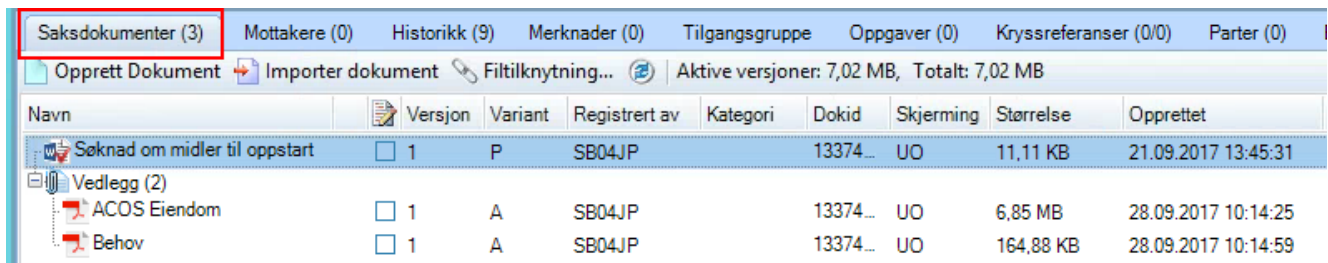 Saksdokumenter (3) Mottakere (0) Historikk (9) Merknader (0) Tilgangsgruppe Oppgaver (0) Kryssreferanser (0/0) Parter (0)
Opprett Dokument Importer dokument Filtilknytning... Aktive versjoner: 7,02 MB, Totalt: 7,02 MB
Navn Versjon Variant Registrert av Kategori Dokid Skjerming Størrelse Opprettet
Søknad om midler til oppstart 1 P SB04JP 13374... UO 11,11 KB 21.09.2017 13:45:31
Vedlegg (2)
ACOS Eiendom 1 A SB04JP 13374... UO 6,85 MB 28.09.2017 10:14:25
Behov 1 A SB04JP 13374... UO 164,88 KB 28.09.2017 10:14:59